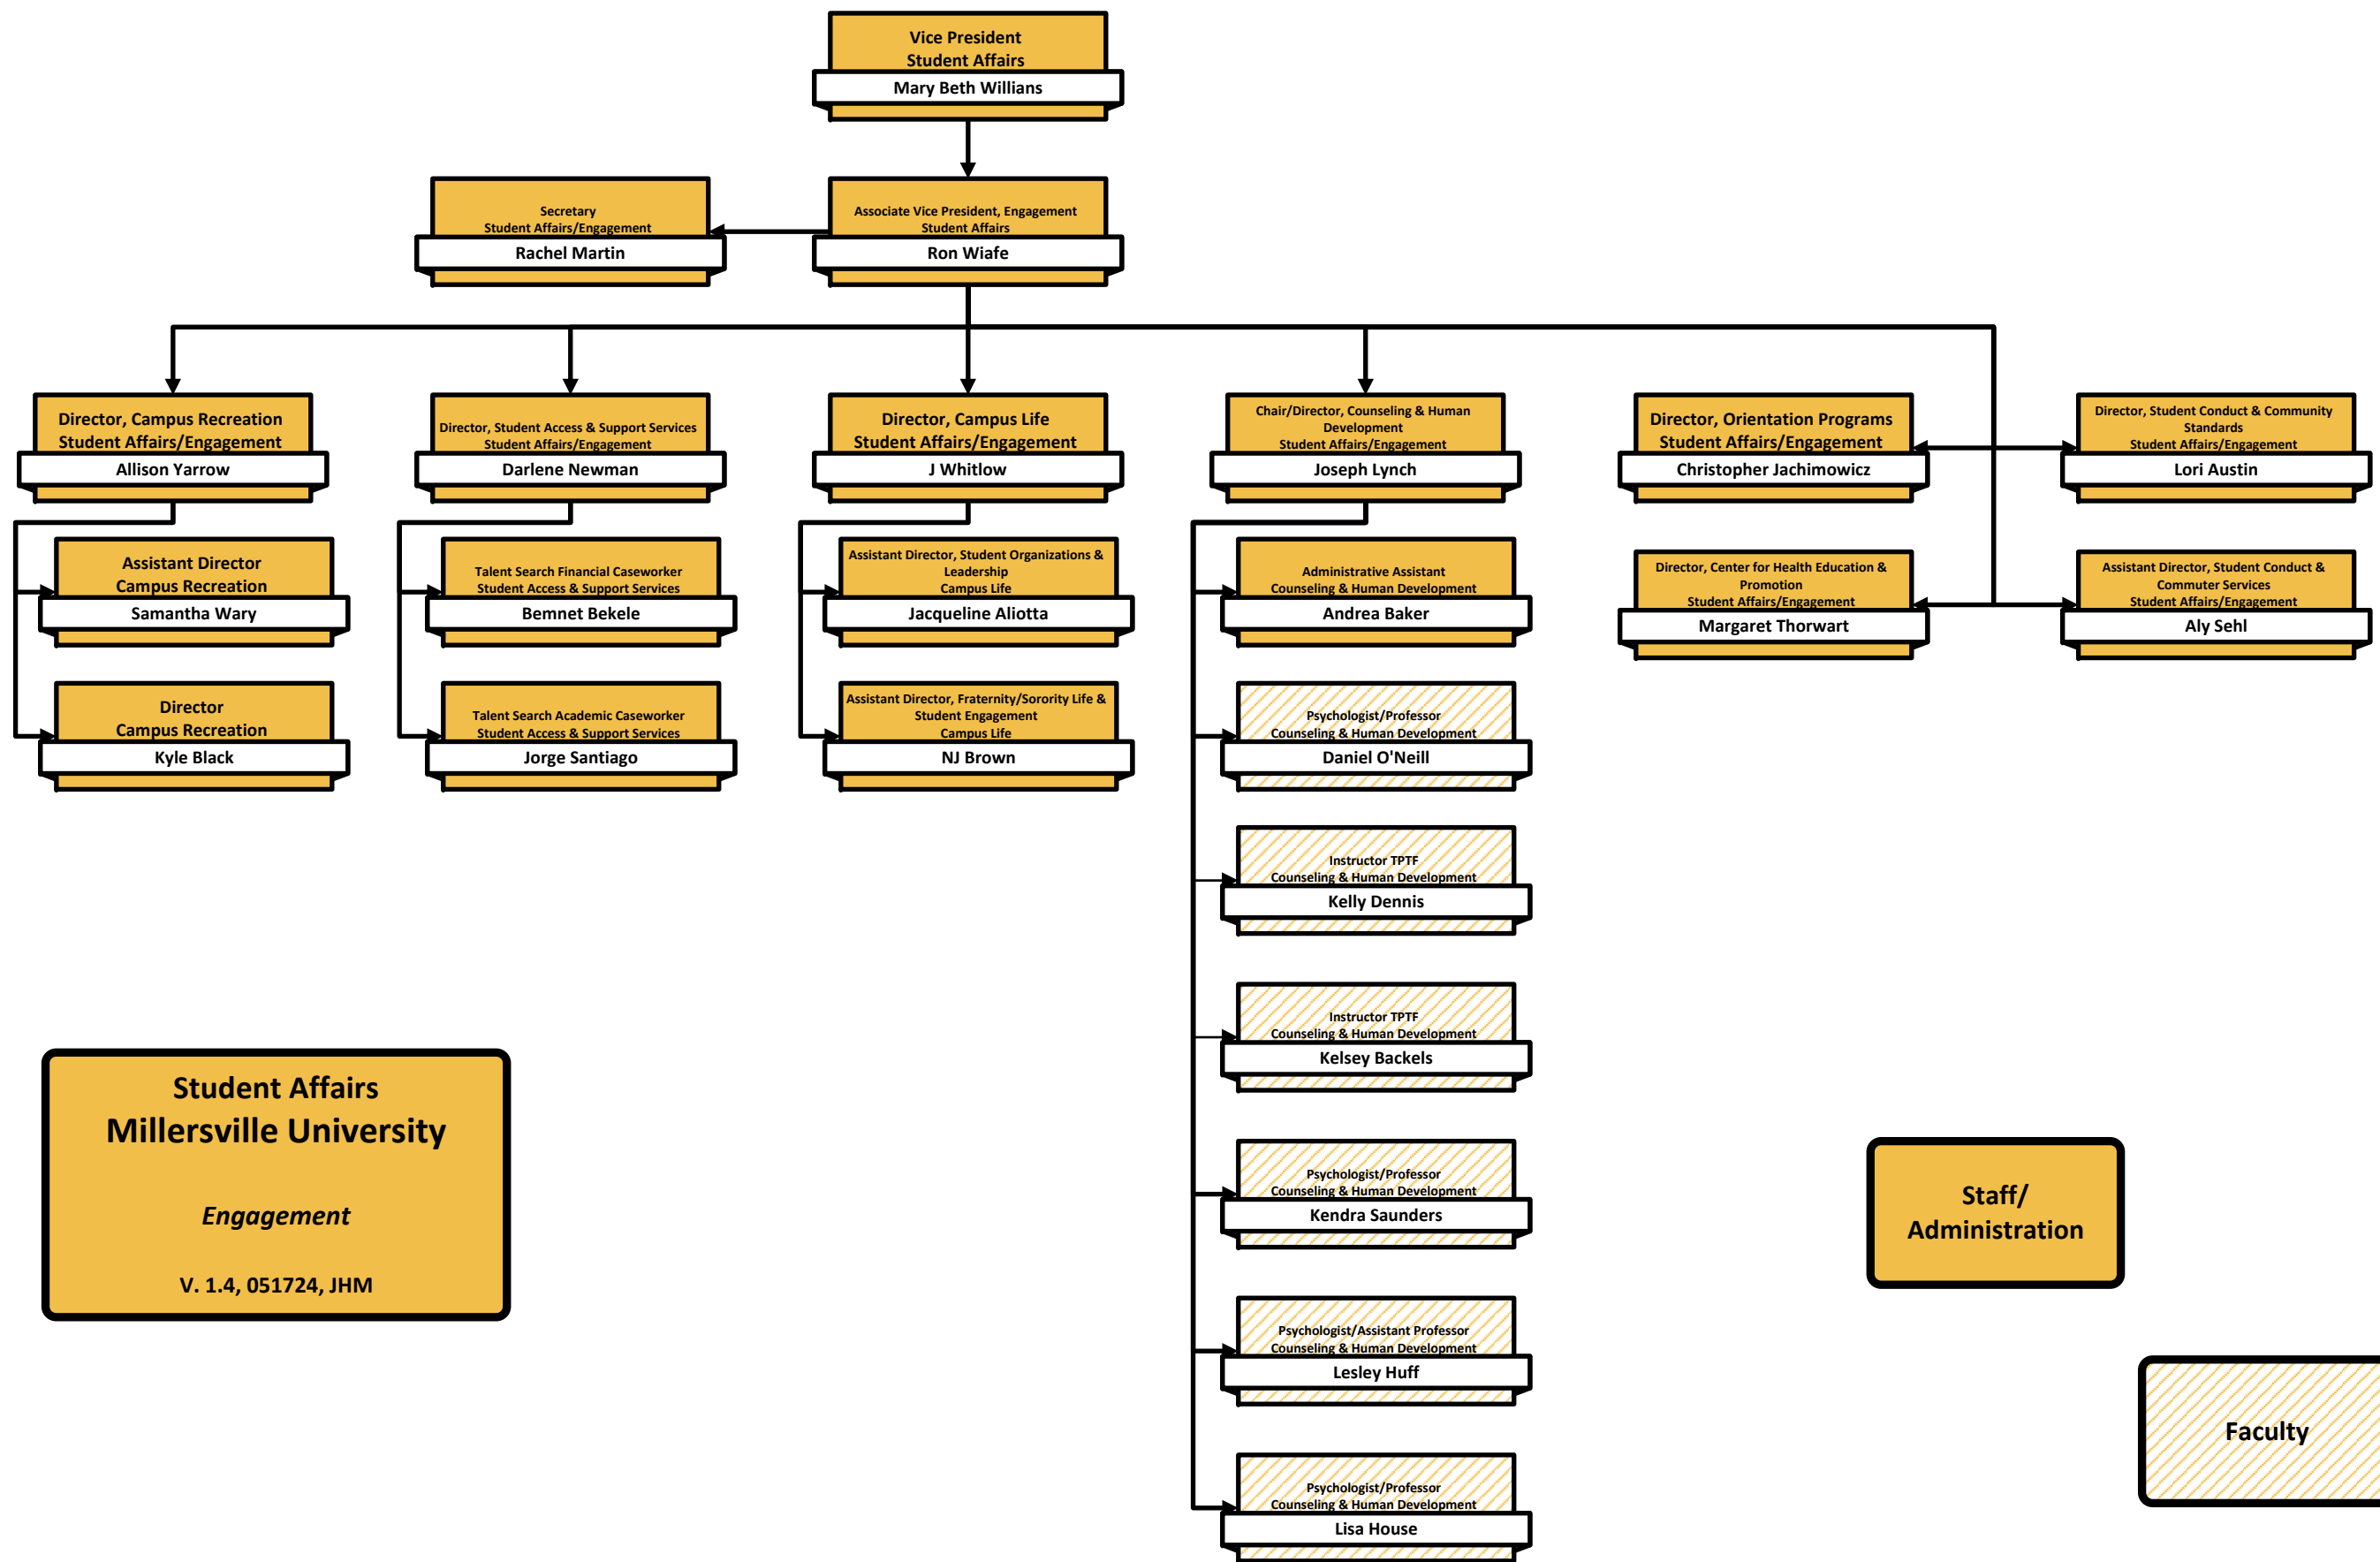 Vice President
Student Affairs
Mary Beth Willians
Secretary
Student Affairs/Engagement
Rachel Martin
Associate Vice President, Engagement
Student Affairs
Ron Wiafe
Director, Campus Recreation
Student Affairs/Engagement
Allison Yarrow
Director, Student Access & Support Services
Student Affairs/Engagement
Darlene Newman
Director, Campus Life
Student Affairs/Engagement
J Whitlow
Chair/Director, Counseling & Human
Development
Student Affairs/Engagement
Joseph Lynch
Director, Orientation Programs
Student Affairs/Engagement
Christopher Jachimowicz
Director, Student Conduct & Community
Standards
Student Affairs/Engagement
Lori Austin
Assistant Director
Campus Recreation
Samantha Wary
Talent Search Financial Caseworker
Student Access & Support Services
Bemnet Bekele
Assistant Director, Student Organizations &
Leadership
Campus Life
Jacqueline Aliotta
Administrative Assistant
Counseling & Human Development
Andrea Baker
Director, Center for Health Education &
Promotion
Student Affairs/Engagement
Margaret Thorwart
Assistant Director, Student Conduct &
Commuter Services
Student Affairs/Engagement
Aly Sehl
Director
Campus Recreation
Kyle Black
Talent Search Academic Caseworker
Student Access & Support Services
Jorge Santiago
Assistant Director, Fraternity/Sorority Life &
Student Engagement
Campus Life
NJ Brown
Psychologist/Professor
Counseling & Human Development
Daniel O'Neill
Instructor TPTF
Counseling & Human Development
Kelly Dennis
Instructor TPTF
Counseling & Human Development
Kelsey Backels
Psychologist/Professor
Counseling & Human Development
Kendra Saunders
Psychologist/Assistant Professor
Counseling & Human Development
Lesley Huff
Psychologist/Professor
Counseling & Human Development
Lisa House
Student Affairs
Millersville University
Engagement
V. 1.4, 051724, JHM
Staff/
Administration
Faculty